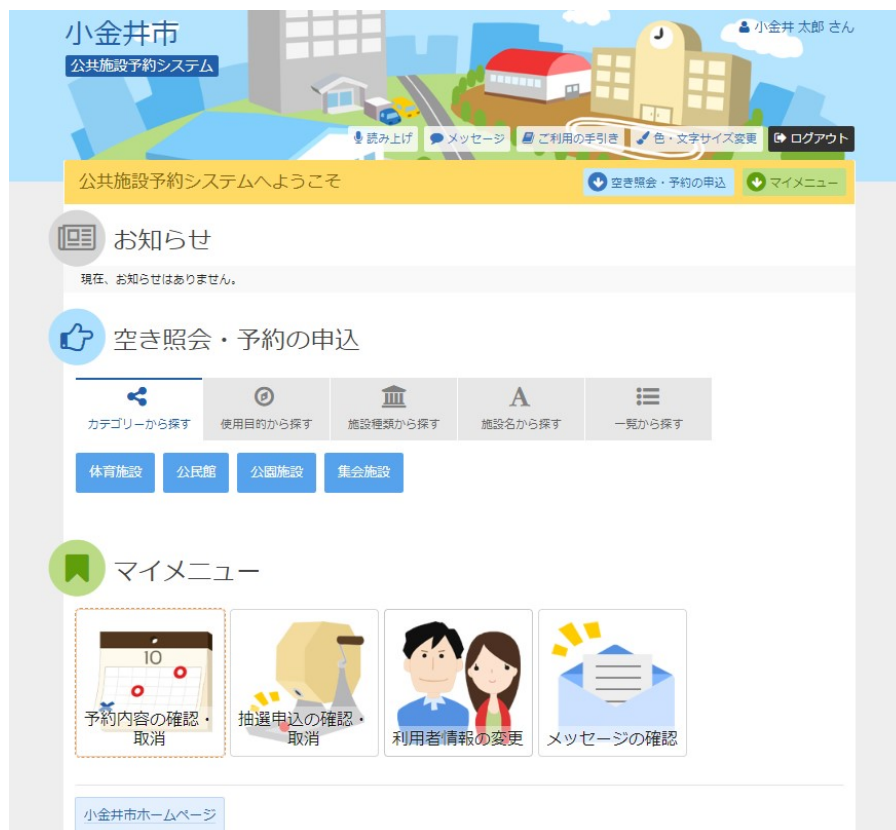 小金井市
小金井 太郎 さん
公共施設予約システム
読み上げ
メッセージ
ご利用の手引き
色・文字サイズ変更
ログアウト
公共施設予約システムへようこそ
空き照会・予約の申込
マイメニュー
お知らせ
現在、お知らせはありません。
空き照会・予約の申込
カテゴリーから探す
使用目的から探す
施設種類から探す
A
施設名から探す
一覧から探す
体育施設
公民館
公園施設
集会施設
マイメニュー
10
予約内容の確認・
取消
抽選申込の確認・
取消
利用者情報の変更
メッセージの確認
小金井市ホームページ